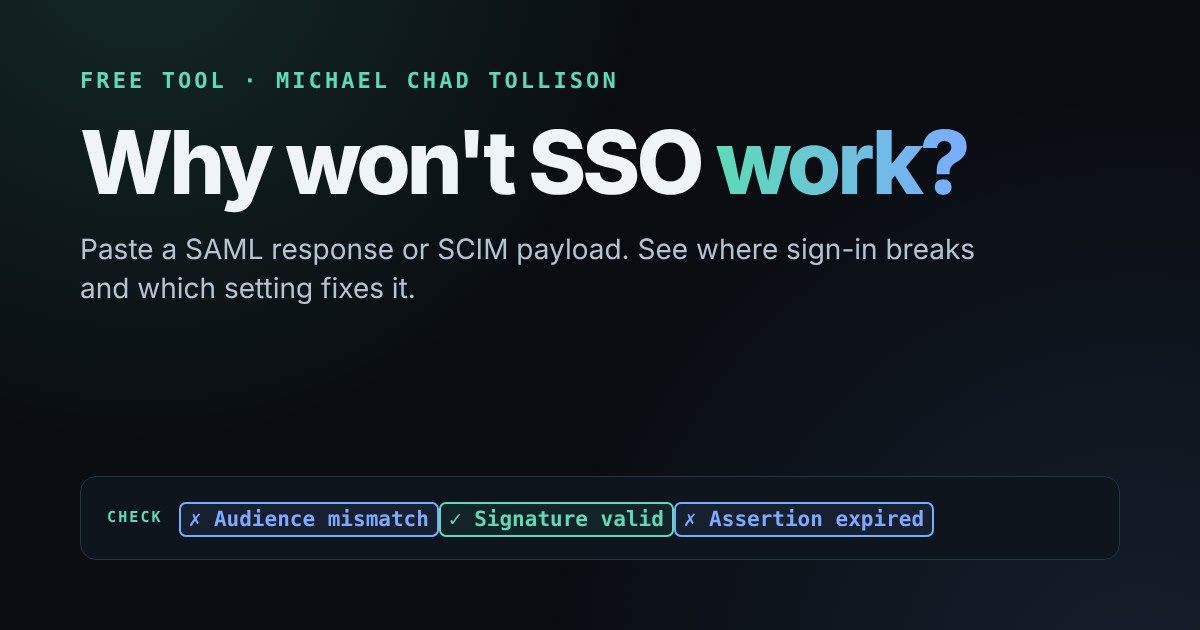 FREE TOOL · MICHAEL CHAD TOLLISON
Why won't SSO work?
Paste a SAML response or SCIM payload. See where sign-in breaks
and which setting fixes it.
CHECK ✗ Audience mismatch ✓ Signature valid ✗ Assertion expired